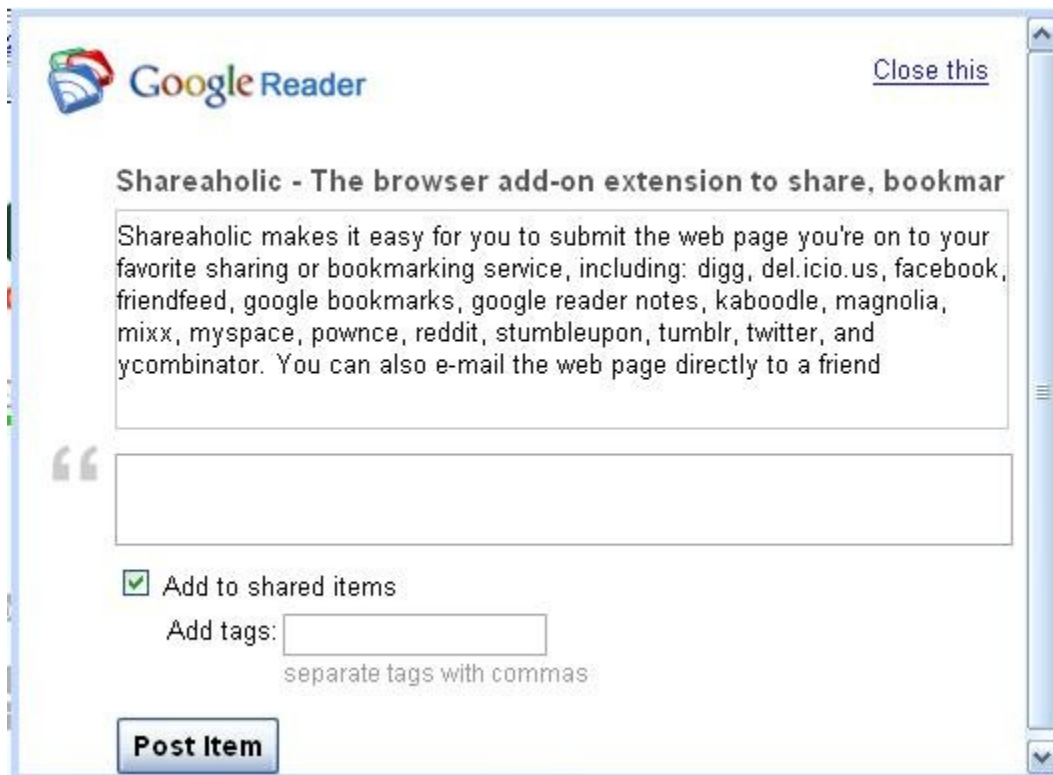 Google Reader
Close this
Shareaholic - The browser add-on extension to share, bookmar
Shareaholic makes it easy for you to submit the web page you're on to your
favorite sharing or bookmarking service, including: digg, del.icio.us, facebook,
friendfeed, google bookmarks, google reader notes, kaboodle, magnolia,
mixx, myspace, pownce, reddit, stumbleupon, tumblr, twitter, and
ycombinator. You can also e-mail the web page directly to a friend
Add to shared items
Add tags:
separate tags with commas
Post Item